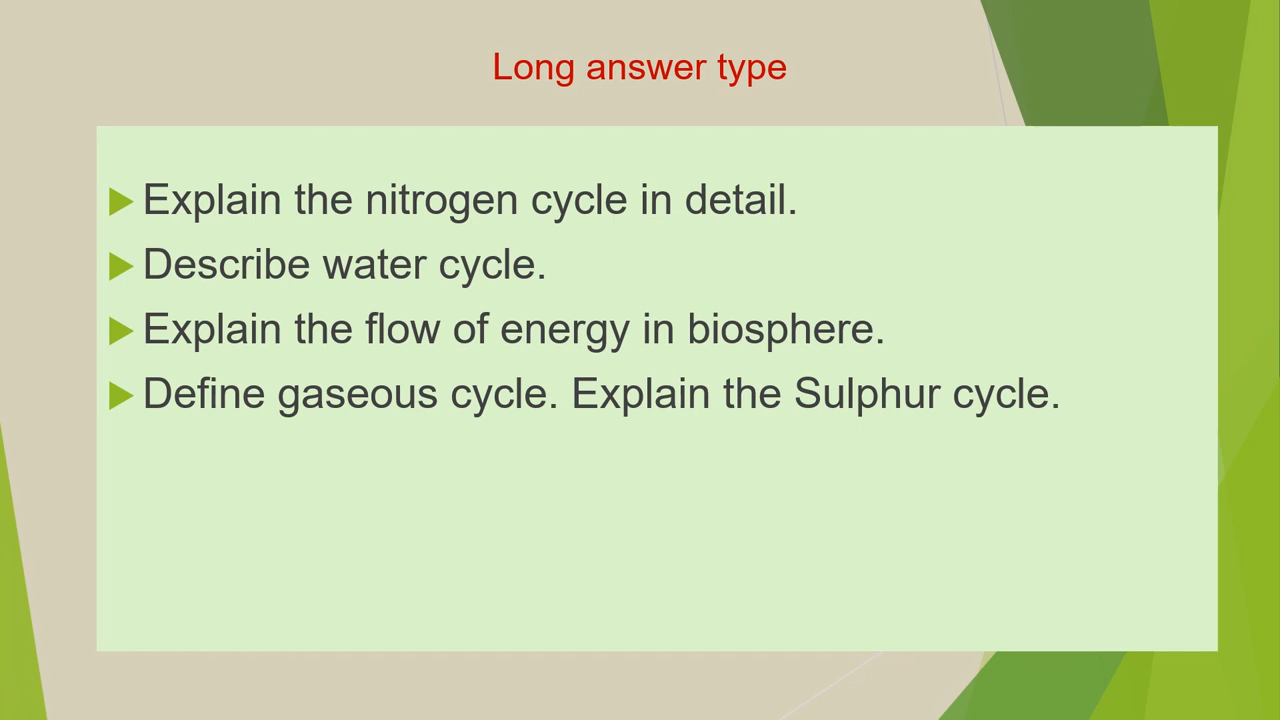 Long answer type
Explain the nitrogen cycle in detail.
Describe water cycle.
Explain the flow of energy in biosphere.
Define gaseous cycle. Explain the Sulphur cycle.